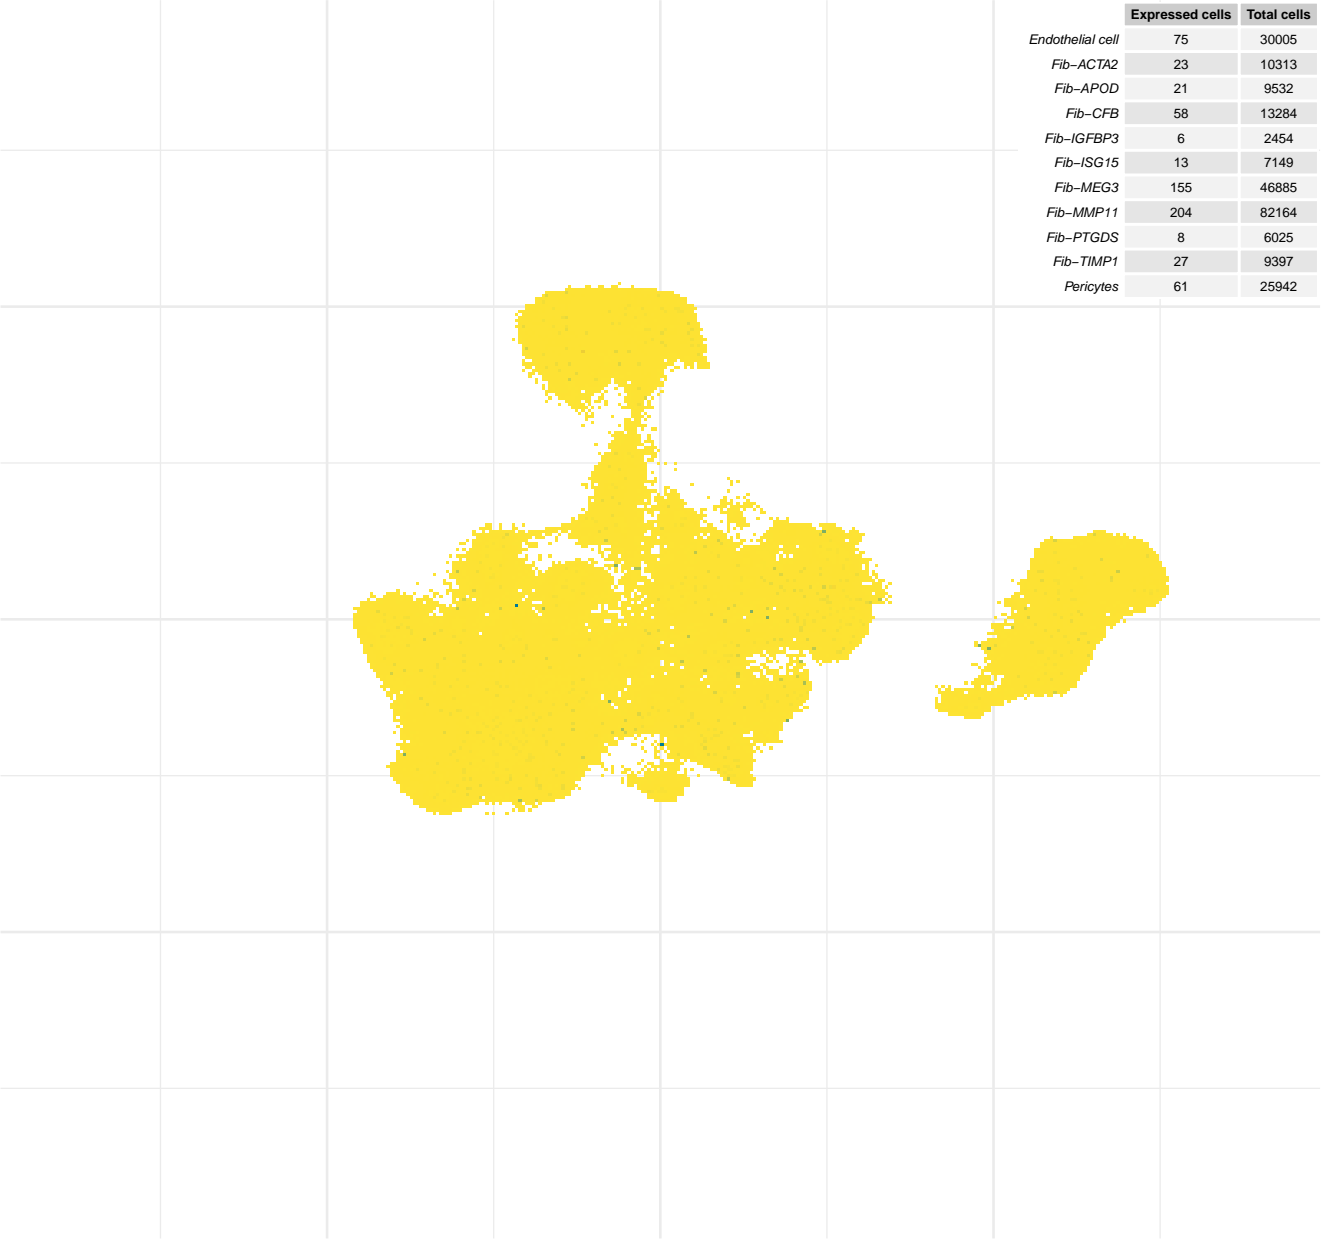 Expressed cells Total cells
Endothelial cell 75 30005
Fib−ACTA2 23 10313
Fib−APOD 21 9532
Fib−CFB 58 13284
Fib−IGFBP3 6 2454
Fib−ISG15 13 7149
Fib−MEG3 155 46885
Fib−MMP11 204 82164
Fib−PTGDS 8 6025
Fib−TIMP1 27 9397
Pericytes 61 25942